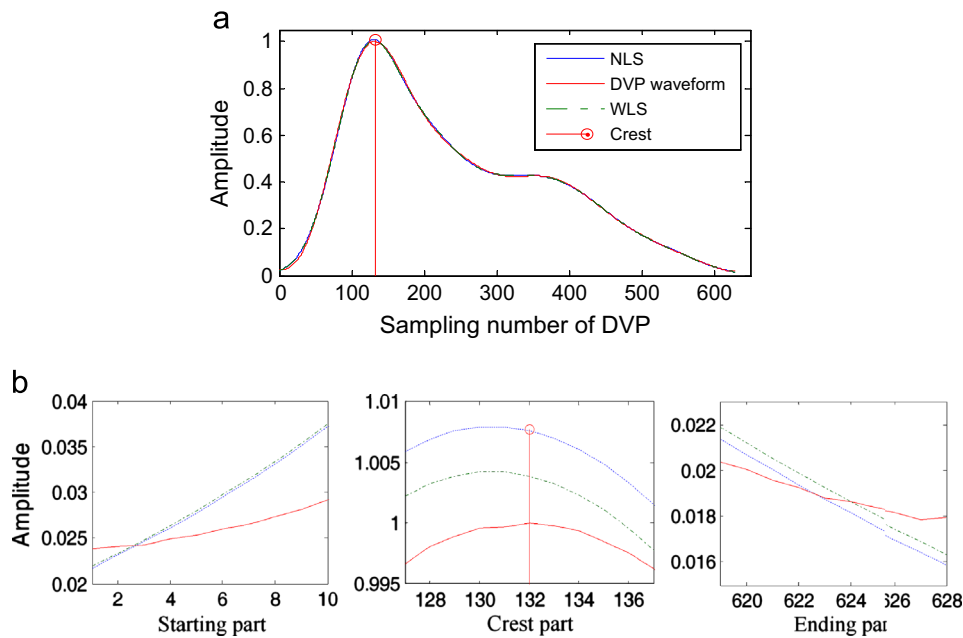 a
1
0.8
0.6
0.4
0.2
0
Amplitude
NLS
DVP waveform
WLS
Crest
0 100 200 300 400 500 600
Sampling number of DVP
b
0.04
0.035
0.03
0.025
0.02
Amplitude
2 4 6 8 10
Starting part
1.01
1.005
1
0.995
128 130 132 134 136
Crest part
0.022
0.02
0.018
0.016
620 622 624 626 628
Ending par